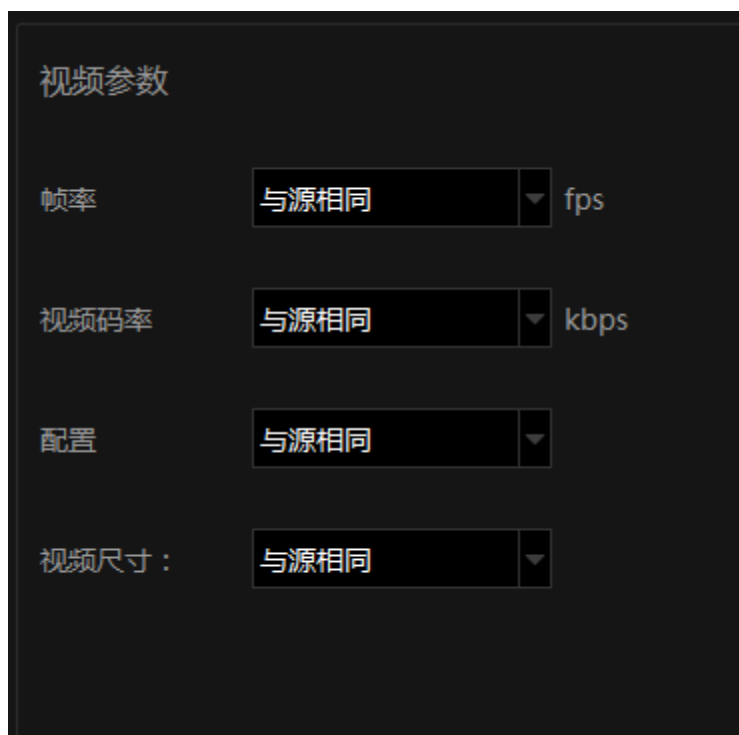 视频参数
帧率 与源相同 fps
视频码率 与源相同 kbps
配置 与源相同
视频尺寸： 与源相同